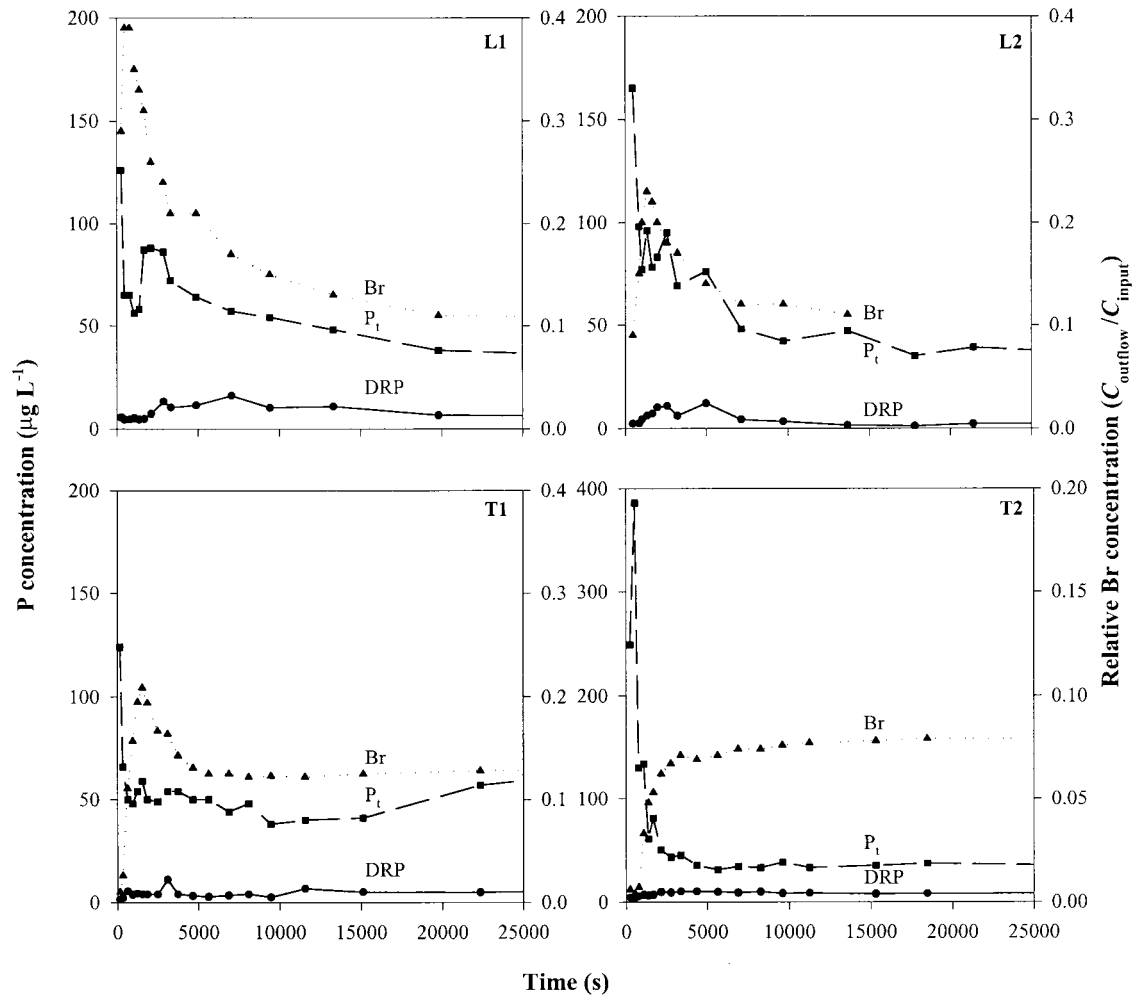 P concentration (µg L⁻¹)
200
150
100
50
0
L1
Br
Pt
DRP
0.4
0.3
0.2
0.1
0.0
200
150
100
50
0
L2
Br
Pt
DRP
0.4
0.3
0.2
0.1
0.0
200
150
100
50
0
T1
Br
Pt
DRP
0.4
0.3
0.2
0.1
0.0
0
5000
10000
15000
20000
25000
400
300
200
100
0
T2
Br
Pt
DRP
0.20
0.15
0.10
0.05
0.00
0
5000
10000
15000
20000
25000
Relative Br concentration (Coutflow/Cinput)
Time (s)